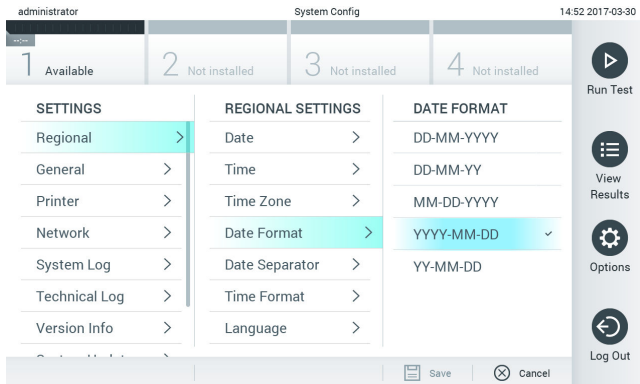 administrator
System Config
14:52 2017-03-30
--:--
1 Available
2 Not installed
3 Not installed
4 Not installed
Run Test
SETTINGS
Regional
General
Printer
Network
System Log
Technical Log
Version Info
REGIONAL SETTINGS
Date
Time
Time Zone
Date Format
Date Separator
Time Format
Language
DATE FORMAT
DD-MM-YYYY
DD-MM-YY
MM-DD-YYYY
YYYY-MM-DD
YY-MM-DD
View
Results
Options
Log Out
Save
Cancel